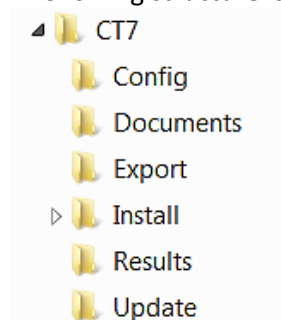 CT7
Config
Documents
Export
Install
Results
Update